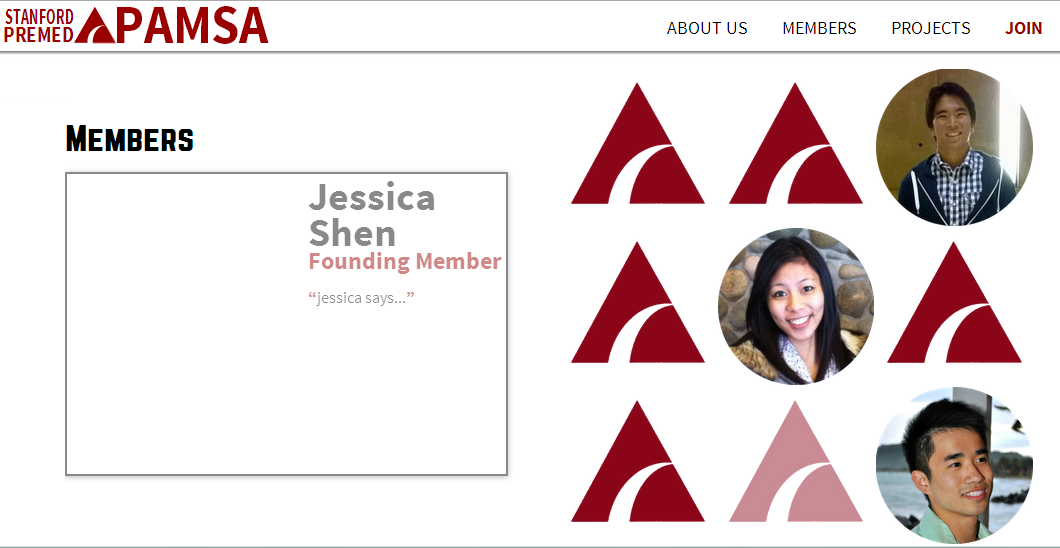 STANFORD
PREMED
PAMSA
ABOUT US
MEMBERS
PROJECTS
JOIN
MEMBERS
Jessica
Shen
Founding Member
“jessica says...”